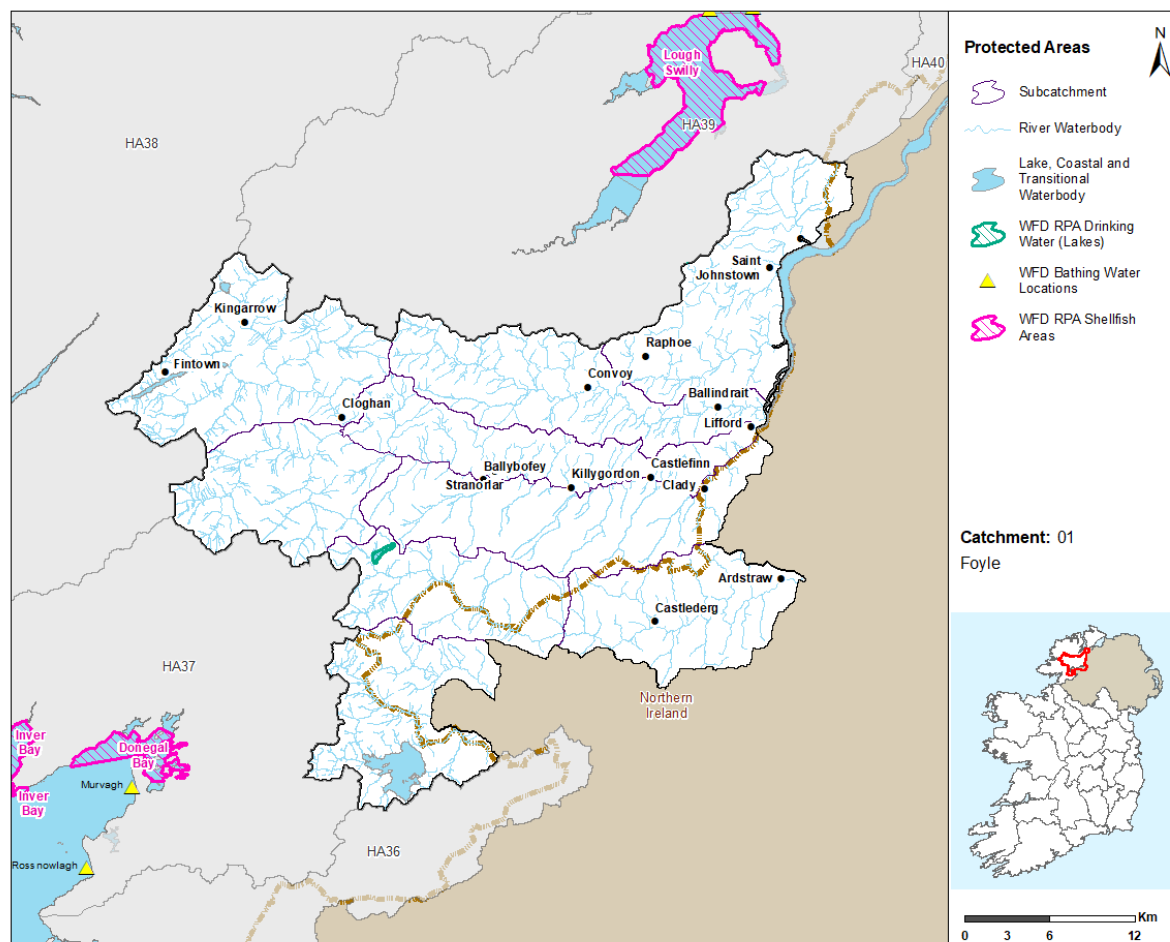 Lough
Swilly
HA40
HA39
HA38
Saint
Johnstown
Kingarrow
Raphoe
Fintown
Convoy
Ballindrait
Cloghan
Lifford
Ballybofey
Castlefinn
Stranorlar
Killygordon
Clady
Ardstraw
Castlederg
HA37
Northern
Ireland
Inver
Bay
Donegal
Bay
Murvagh
Inver
Bay
HA36
Rossnowlagh
N
Protected Areas
Subcatchment
River Waterbody
Lake, Coastal and
Transitional
Waterbody
WFD RPA Drinking
Water (Lakes)
WFD Bathing Water
Locations
WFD RPA Shellfish
Areas
Catchment: 01
Foyle
Km
0 3 6 12